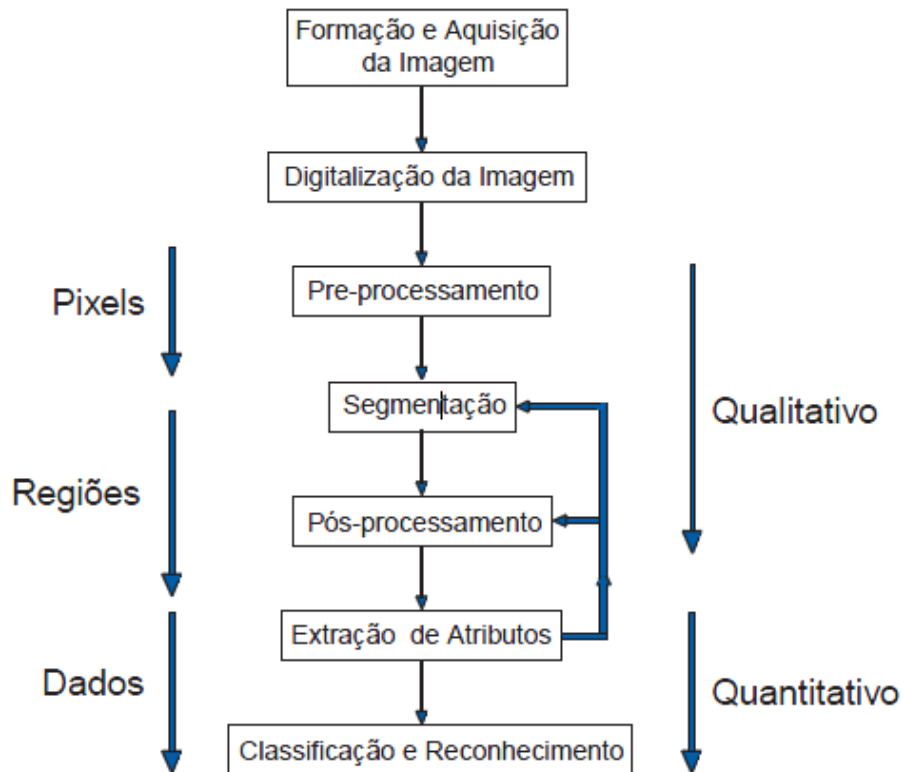 Formação e Aquisição
da Imagem
Digitalização da Imagem
Pixels
Pre-processamento
Segmentação
Qualitativo
Regiões
Pós-processamento
Extração de Atributos
Dados
Quantitativo
Classificação e Reconhecimento